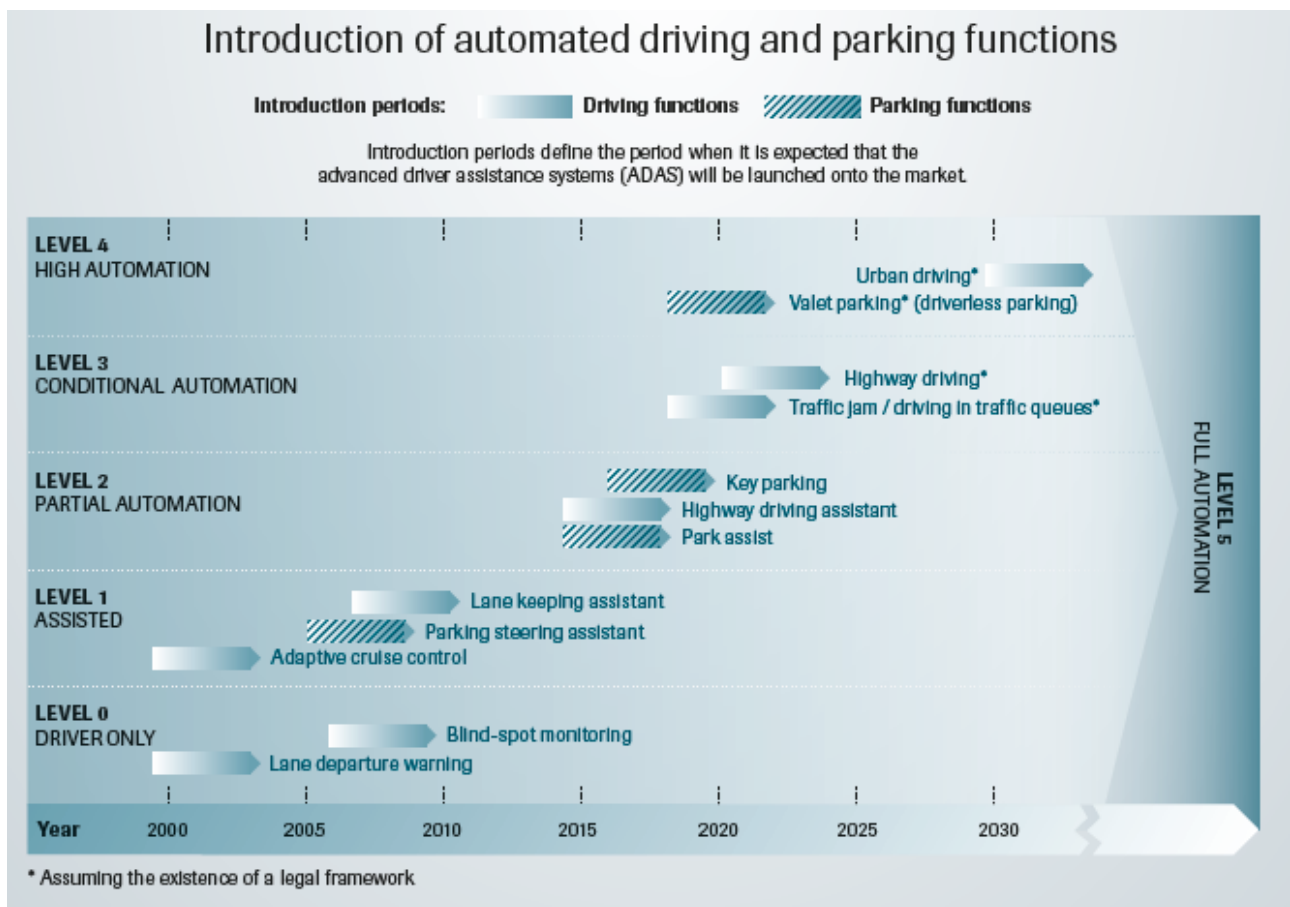 Introduction of automated driving and parking functions
Introduction periods: Driving functions Parking functions
Introduction periods define the period when it is expected that the
advanced driver assistance systems (ADAS) will be launched onto the market.
LEVEL 4
HIGH AUTOMATION
Urban driving*
Valet parking* (driverless parking)
LEVEL 3
CONDITIONAL AUTOMATION
Highway driving*
Traffic jam / driving in traffic queues*
LEVEL 2
PARTIAL AUTOMATION
Key parking
Highway driving assistant
Park assist
LEVEL 1
ASSISTED
Lane keeping assistant
Parking steering assistant
Adaptive cruise control
LEVEL 0
DRIVER ONLY
Blind-spot monitoring
Lane departure warning
LEVEL 5
FULL AUTOMATION
Year 2000 2005 2010 2015 2020 2025 2030
* Assuming the existence of a legal framework